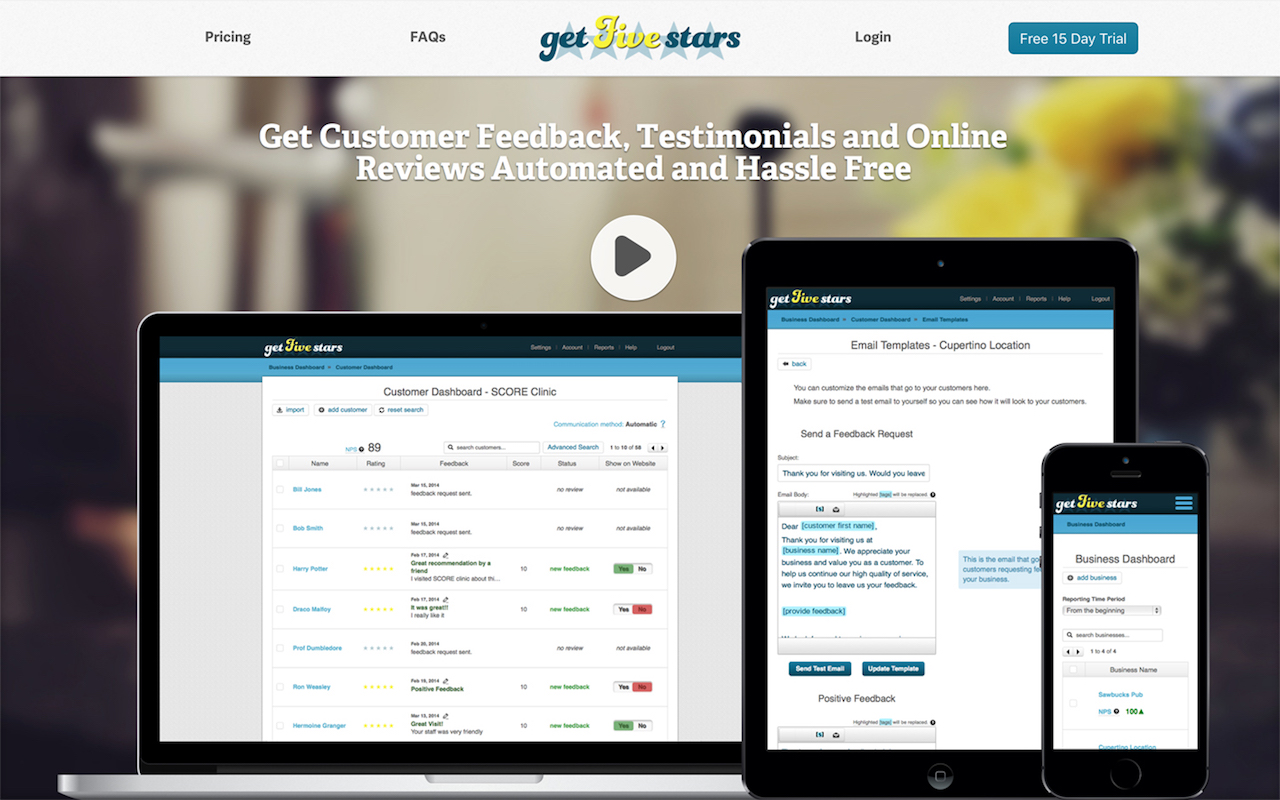 Pricing
FAQs
get Five stars
Login
Free 15 Day Trial
Get Customer Feedback, Testimonials and Online
Reviews Automated and Hassle Free
get Five stars
Settings Account Reports Help Logout
Business Dashboard » Customer Dashboard
Customer Dashboard - SCORE Clinic
import add customer reset search
Communication method: Automatic ?
NPS 89 search customers... Advanced Search 1 to 10 of 58
Name Rating Feedback Score Status Show on Website
Bill Jones
Mar 15, 2014
feedback request sent.
no review
not available
Bob Smith
Mar 15, 2014
feedback request sent.
no review
not available
Harry Potter
Feb 17, 2014
Great recommendation by a
friend
I visited SCORE clinic about thi...
10
new feedback
Yes No
Draco Malfoy
Feb 17, 2014
It was great!!
I really like it
10
new feedback
Yes No
Prof Dumbledore
Feb 20, 2014
feedback request sent.
no review
not available
Ron Weasley
Feb 19, 2014
Positive Feedback
10
new feedback
Yes No
Hermoine Granger
Mar 13, 2014
Great Visit!
Your staff was very friendly
10
new feedback
Yes No
get Five stars
Settings Account Reports Help Logout
Business Dashboard » Customer Dashboard » Email Templates
Email Templates - Cupertino Location
back
You can customize the emails that go to your customers here.
Make sure to send a test email to yourself so you can see how it will look to your customers.
Send a Feedback Request
Subject:
Thank you for visiting us. Would you leave
Email Body:
Highlighted [tags] will be replaced.
Dear [customer first name],
Thank you for visiting us at
[business name]. We appreciate your
business and value you as a customer. To
help us continue our high quality of service,
we invite you to leave us your feedback.
[provide feedback]
This is the email that go
customers requesting fe
your business.
Send Test Email Update Template
Positive Feedback
Highlighted [tags] will be replaced.
get Five stars
Business Dashboard
Business Dashboard
add business
Reporting Time Period
From the beginning
search businesses...
1 to 4 of 4
Business Name
Sawbucks Pub
NPS 100
Cupertino Location